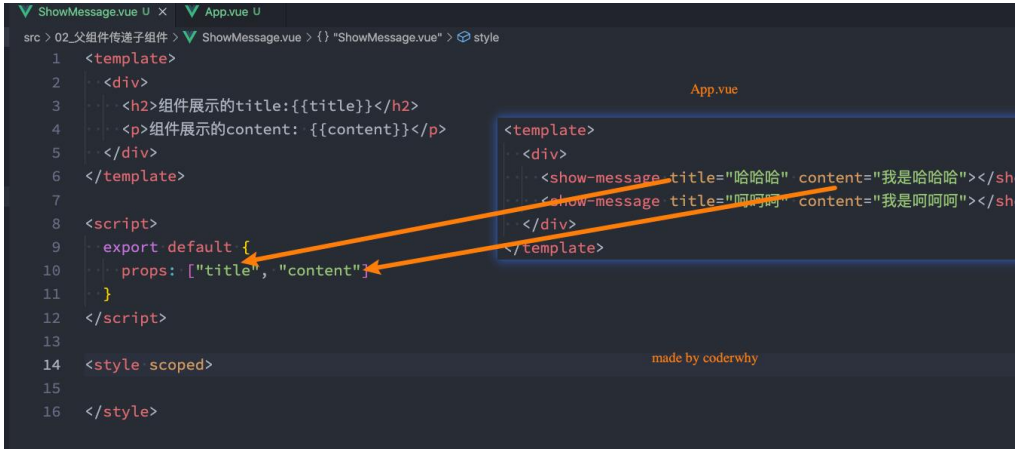 ShowMessage.vue U × App.vue U
src > 02_父组件传递子组件 > ShowMessage.vue > {} "ShowMessage.vue" > style
1 <template>
2 <div>
3 <h2>组件展示的title:{{title}}</h2>
4 <p>组件展示的content: {{content}}</p>
5 </div>
6 </template>
7
8 <script>
9 export default {
10 props: ["title", "content"]
11 }
12 </script>
13
14 <style scoped>
15
16 </style>
App.vue
<template>
<div>
<show-message title="哈哈哈" content="我是哈哈哈"></sh
<show-message title="呵呵呵" content="我是呵呵呵"></sh
</div>
</template>
made by coderwhy